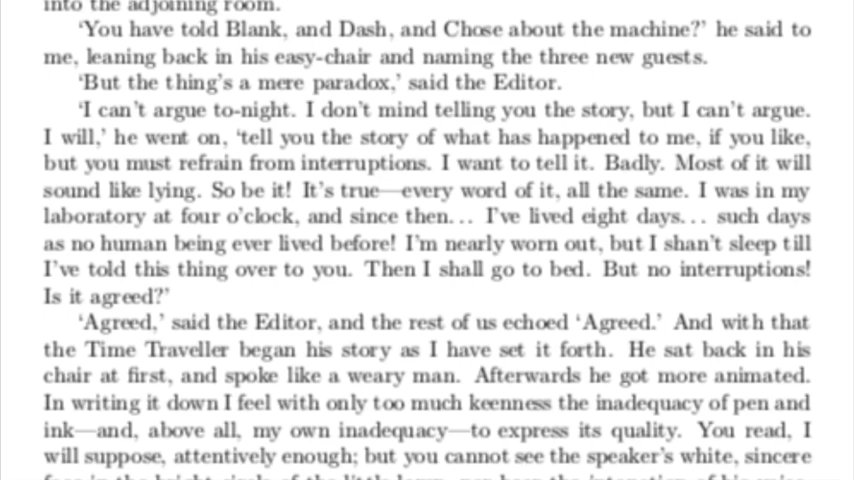 into the adjoining room.
‘You have told Blank, and Dash, and Chose about the machine?’ he said to
me, leaning back in his easy-chair and naming the three new guests.
‘But the thing’s a mere paradox,’ said the Editor.
‘I can’t argue to-night. I don’t mind telling you the story, but I can’t argue.
I will,’ he went on, ‘tell you the story of what has happened to me, if you like,
but you must refrain from interruptions. I want to tell it. Badly. Most of it will
sound like lying. So be it! It’s true—every word of it, all the same. I was in my
laboratory at four o’clock, and since then... I’ve lived eight days... such days
as no human being ever lived before! I’m nearly worn out, but I shan’t sleep till
I’ve told this thing over to you. Then I shall go to bed. But no interruptions!
Is it agreed?’
‘Agreed,’ said the Editor, and the rest of us echoed ‘Agreed.’ And with that
the Time Traveller began his story as I have set it forth. He sat back in his
chair at first, and spoke like a weary man. Afterwards he got more animated.
In writing it down I feel with only too much keenness the inadequacy of pen and
ink—and, above all, my own inadequacy—to express its quality. You read, I
will suppose, attentively enough; but you cannot see the speaker’s white, sincere